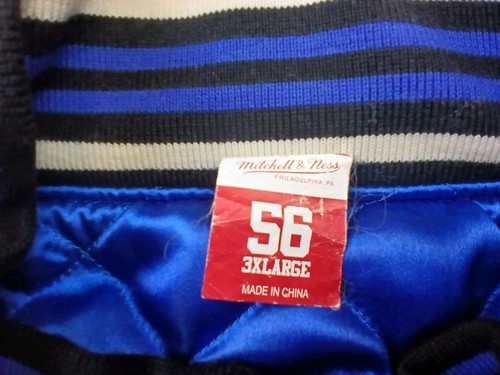 Mitchell & Ness
PHILADELPHIA, PA
56
3XLARGE
MADE IN CHINA